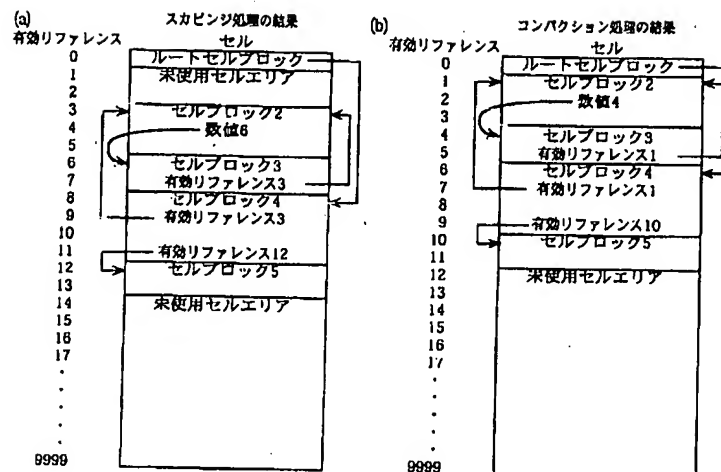 (a)
スカビンジ処理の結果
有効リファレンス
セル
0
ルートセルブロック
1
未使用セルエリア
2
3
セルブロック2
4
数値6
5
6
セルブロック3
7
有効リファレンス3
8
セルブロック4
9
有効リファレンス3
10
11
有効リファレンス12
12
セルブロック5
13
14
未使用セルエリア
15
16
17
9999
(b)
コンパクション処理の結果
有効リファレンス
セル
0
ルートセルブロック
1
セルブロック2
2
数値4
3
4
セルブロック3
5
有効リファレンス1
6
セルブロック4
7
有効リファレンス1
8
9
有効リファレンス10
10
セルブロック5
11
12
未使用セルエリア
13
14
15
16
17
9999